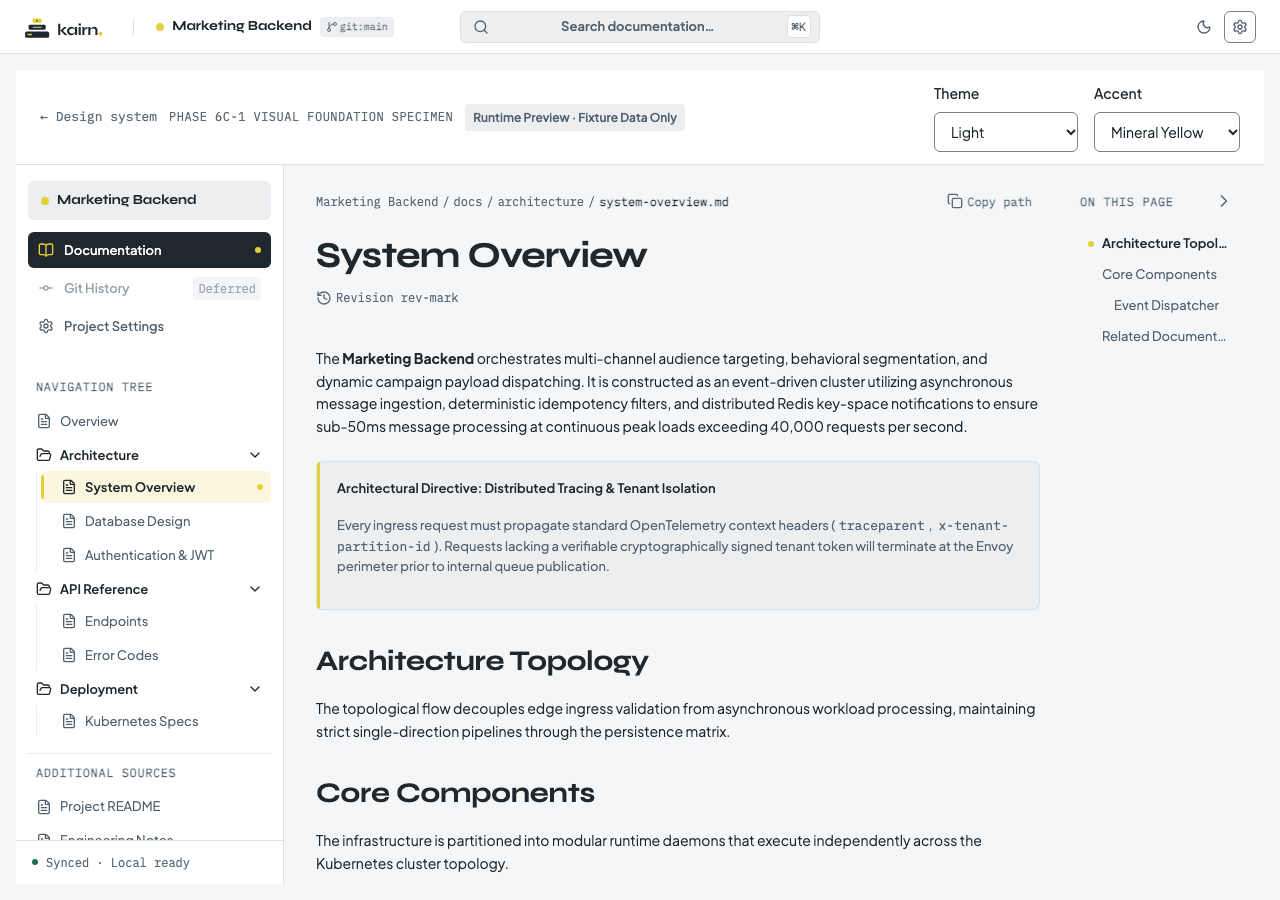 kairn.
Marketing Backend
git:main
Search documentation…
⌘K
← Design system
PHASE 6C-1 VISUAL FOUNDATION SPECIMEN
Runtime Preview · Fixture Data Only
Theme
Light
Accent
Mineral Yellow
Marketing Backend
Documentation
Git History
Deferred
Project Settings
NAVIGATION TREE
Overview
Architecture
System Overview
Database Design
Authentication & JWT
API Reference
Endpoints
Error Codes
Deployment
Kubernetes Specs
ADDITIONAL SOURCES
Project README
Engineering Notes
Synced · Local ready
Marketing Backend / docs / architecture / system-overview.md
Copy path
System Overview
Revision rev-mark
The Marketing Backend orchestrates multi-channel audience targeting, behavioral segmentation, and
dynamic campaign payload dispatching. It is constructed as an event-driven cluster utilizing asynchronous
message ingestion, deterministic idempotency filters, and distributed Redis key-space notifications to ensure
sub-50ms message processing at continuous peak loads exceeding 40,000 requests per second.
Architectural Directive: Distributed Tracing & Tenant Isolation
Every ingress request must propagate standard OpenTelemetry context headers ( traceparent , x-tenant-
partition-id ). Requests lacking a verifiable cryptographically signed tenant token will terminate at the Envoy
perimeter prior to internal queue publication.
Architecture Topology
The topological flow decouples edge ingress validation from asynchronous workload processing, maintaining
strict single-direction pipelines through the persistence matrix.
Core Components
The infrastructure is partitioned into modular runtime daemons that execute independently across the
Kubernetes cluster topology.
ON THIS PAGE
Architecture Topol…
Core Components
Event Dispatcher
Related Document…